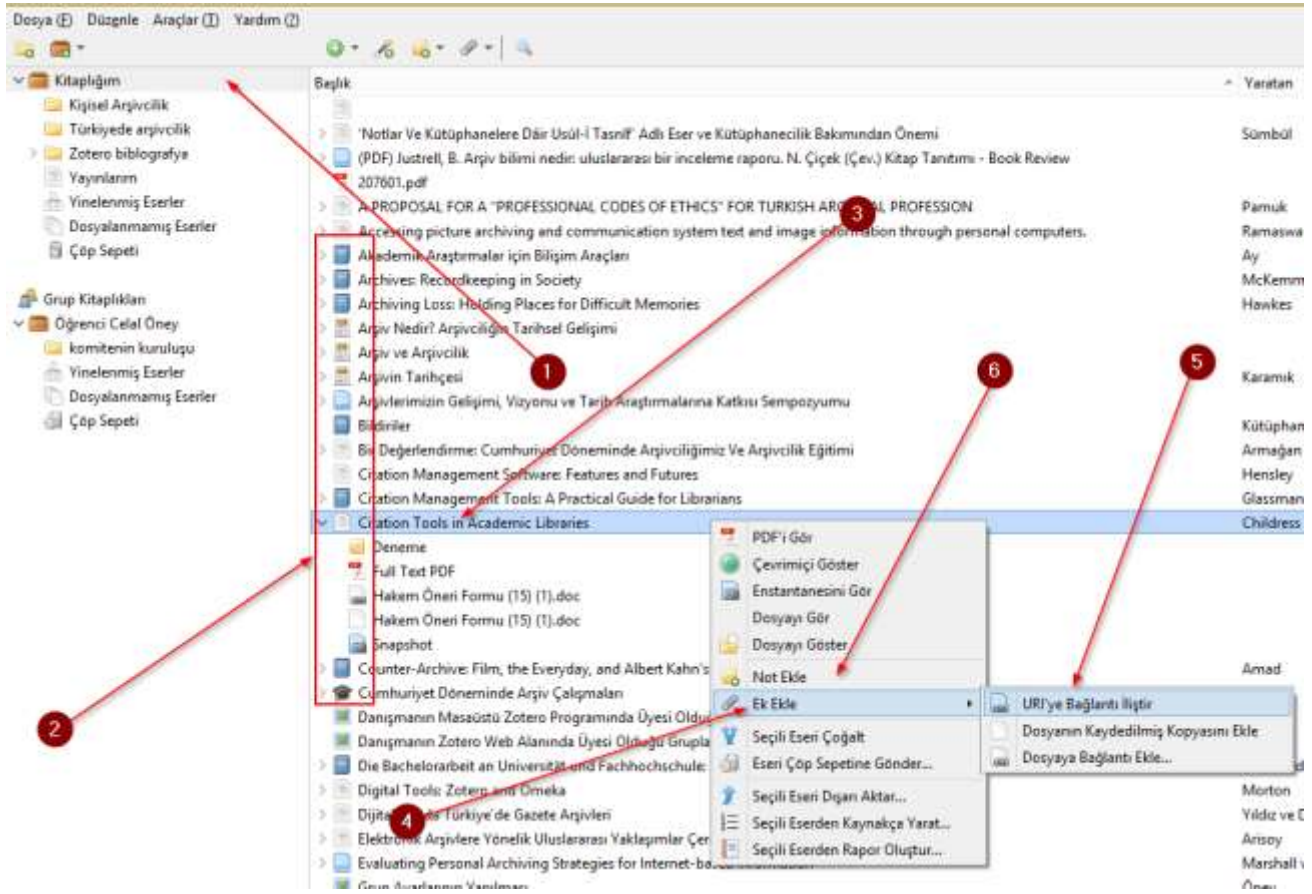 Dosya (F) Düzenle Araçlar (T) Yardım (?)
Kitaplığım
Kişisel Arşivcilik
Türkiyede arşivcilik
Zotero biblografya
Yayınlarım
Yinelenmiş Eserler
Dosyalanmamış Eserler
Çöp Sepeti
Grup Kitaplıkları
Öğrenci Celal Öney
komitenin kuruluşu
Yinelenmiş Eserler
Dosyalanmamış Eserler
Çöp Sepeti
Başlık Yaratan
'Notlar Ve Kütüphanelere Dâir Usûl-İ Tasnîf' Adlı Eser ve Kütüphanecilik Bakımından Önemi Sümbül
(PDF) Justrell, B. Arşiv bilimi nedir: uluslararası bir inceleme raporu. N. Çiçek (Çev.) Kitap Tanıtımı - Book Review
207601.pdf
A PROPOSAL FOR A "PROFESSIONAL CODES OF ETHICS" FOR TURKISH PROFESSION Pamuk
Accessing picture archiving and communication system text and image information through personal computers. Ramaswa
Akademik Araştırmalar için Bilişim Araçları Ay
Archives: Recordkeeping in Society McKemm
Archiving Loss: Holding Places for Difficult Memories Hawkes
Arşiv Nedir? Arşivciliğin Tarihsel Gelişimi
Arşiv ve Arşivcilik
Arşivin Tarihçesi Karamık
Arşivlerimizin Gelişimi, Vizyonu ve Tarih Araştırmalarına Katkısı Sempozyumu
Bildiriler Kütüphan
Bir Değerlendirme: Cumhuriyet Döneminde Arşivciliğimiz Ve Arşivcilik Eğitimi Armağan
Citation Management Software: Features and Futures Hensley
Citation Management Tools: A Practical Guide for Librarians Glassman
Citation Tools in Academic Libraries Childress
Deneme
Full Text PDF
Hakem Öneri Formu (15) (1).doc
Hakem Öneri Formu (15) (1).doc
Snapshot
Counter-Archive: Film, the Everyday, and Albert Kahn's Amad
Cumhuriyet Döneminde Arşiv Çalışmaları
Danışmanın Masaüstü Zotero Programında Üyesi Oldu
Danışmanın Zotero Web Alanında Üyesi Olduğu Grupla
Die Bachelorarbeit an Universität und Fachhochschule:
Digital Tools: Zotero and Omeka Morton
Türkiye'de Gazete Arşivleri Yıldız ve D
Elektronik Arşivlere Yönelik Uluslararası Yaklaşımlar Çer Arısoy
Evaluating Personal Archiving Strategies for Internet-ba Marshall v
Grup Ayarlarının Yapılması Öney
PDF'i Gör
Çevrimiçi Göster
Enstantanesini Gör
Dosyayı Gör
Dosyayı Göster
Not Ekle
Ek Ekle
Seçili Eseri Çoğalt
Eseri Çöp Sepetine Gönder...
Seçili Eseri Dışarı Aktar...
Seçili Eserden Kaynakça Yarat...
Seçili Eserden Rapor Oluştur...
URI'ye Bağlantı İliştir
Dosyanın Kaydedilmiş Kopyasını Ekle
Dosyaya Bağlantı Ekle...
1
2
3
4
5
6